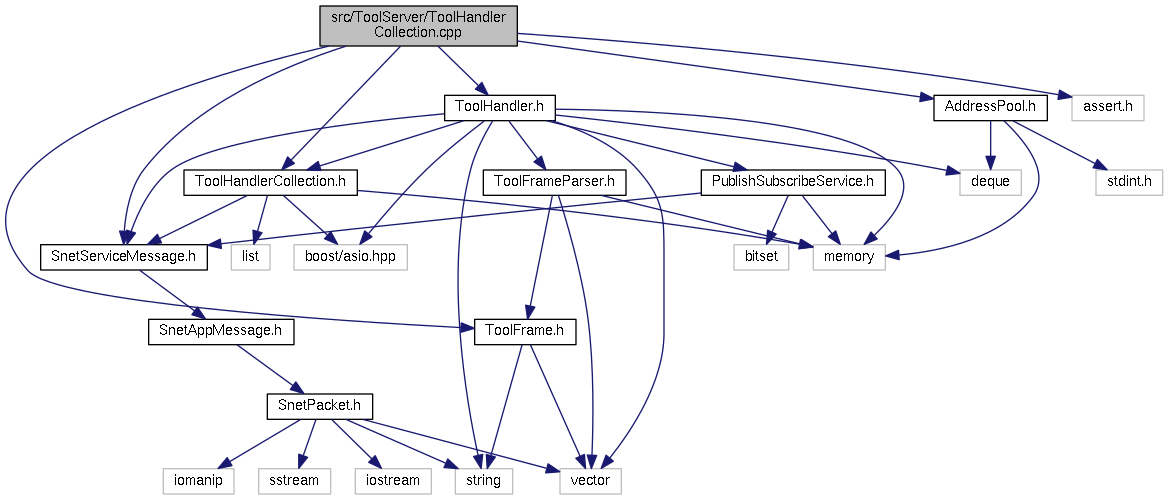 src/ToolServer/ToolHandler
Collection.cpp
ToolHandler.h
AddressPool.h
assert.h
ToolHandlerCollection.h
ToolFrameParser.h
PublishSubscribeService.h
deque
stdint.h
SnetServiceMessage.h
list
boost/asio.hpp
bitset
memory
SnetAppMessage.h
ToolFrame.h
SnetPacket.h
iomanip
sstream
iostream
string
vector